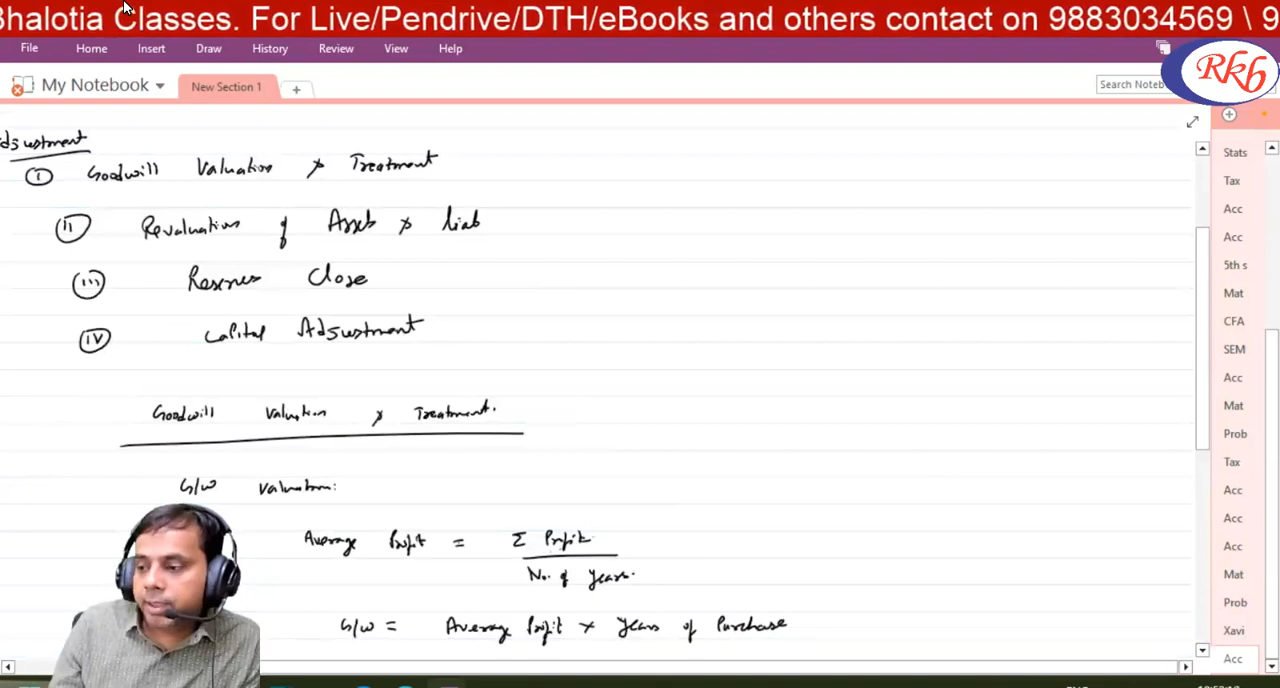 Bhalotia Classes. For Live/Pendrive/DTH/eBooks and others contact on 9883034569 \ 9
File Home Insert Draw History Review View Help
Rkb
My Notebook New Section 1 + Search Noteb
Adjustment
(i) Goodwill Valuation & Treatment
(ii) Revaluation of Asset & Liab
(iii) Reserves Close
(iv) Capital Adjustment
Goodwill Valuation & Treatment.
G/W Valuation:
Average Profit = Σ Profit
No. of Years.
G/W = Average Profit × Years of Purchase
Stats
Tax
Acc
Acc
5th s
Mat
CFA
SEM
Acc
Mat
Prob
Tax
Acc
Acc
Acc
Mat
Prob
Xavi
Acc